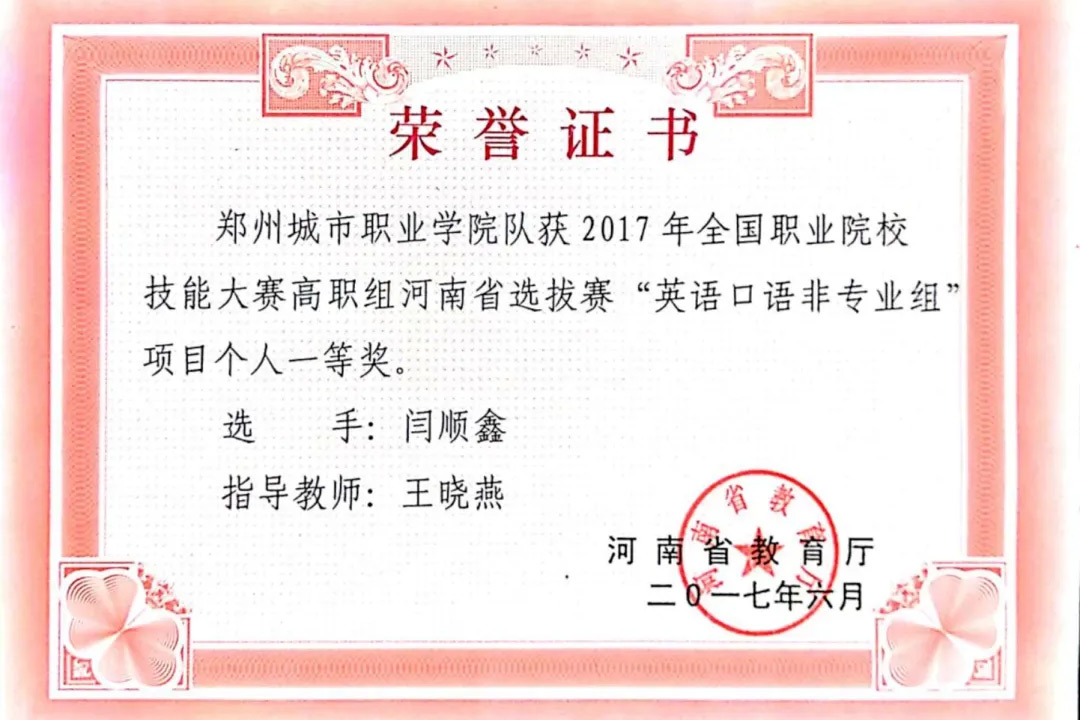 荣誉证书
郑州城市职业学院队获2017年全国职业院校
技能大赛高职组河南省选拔赛“英语口语非专业组”
项目个人一等奖。
选 手：闫顺鑫
指导教师：王晓燕
河南省教育厅
河南省教育厅
二〇一七年六月